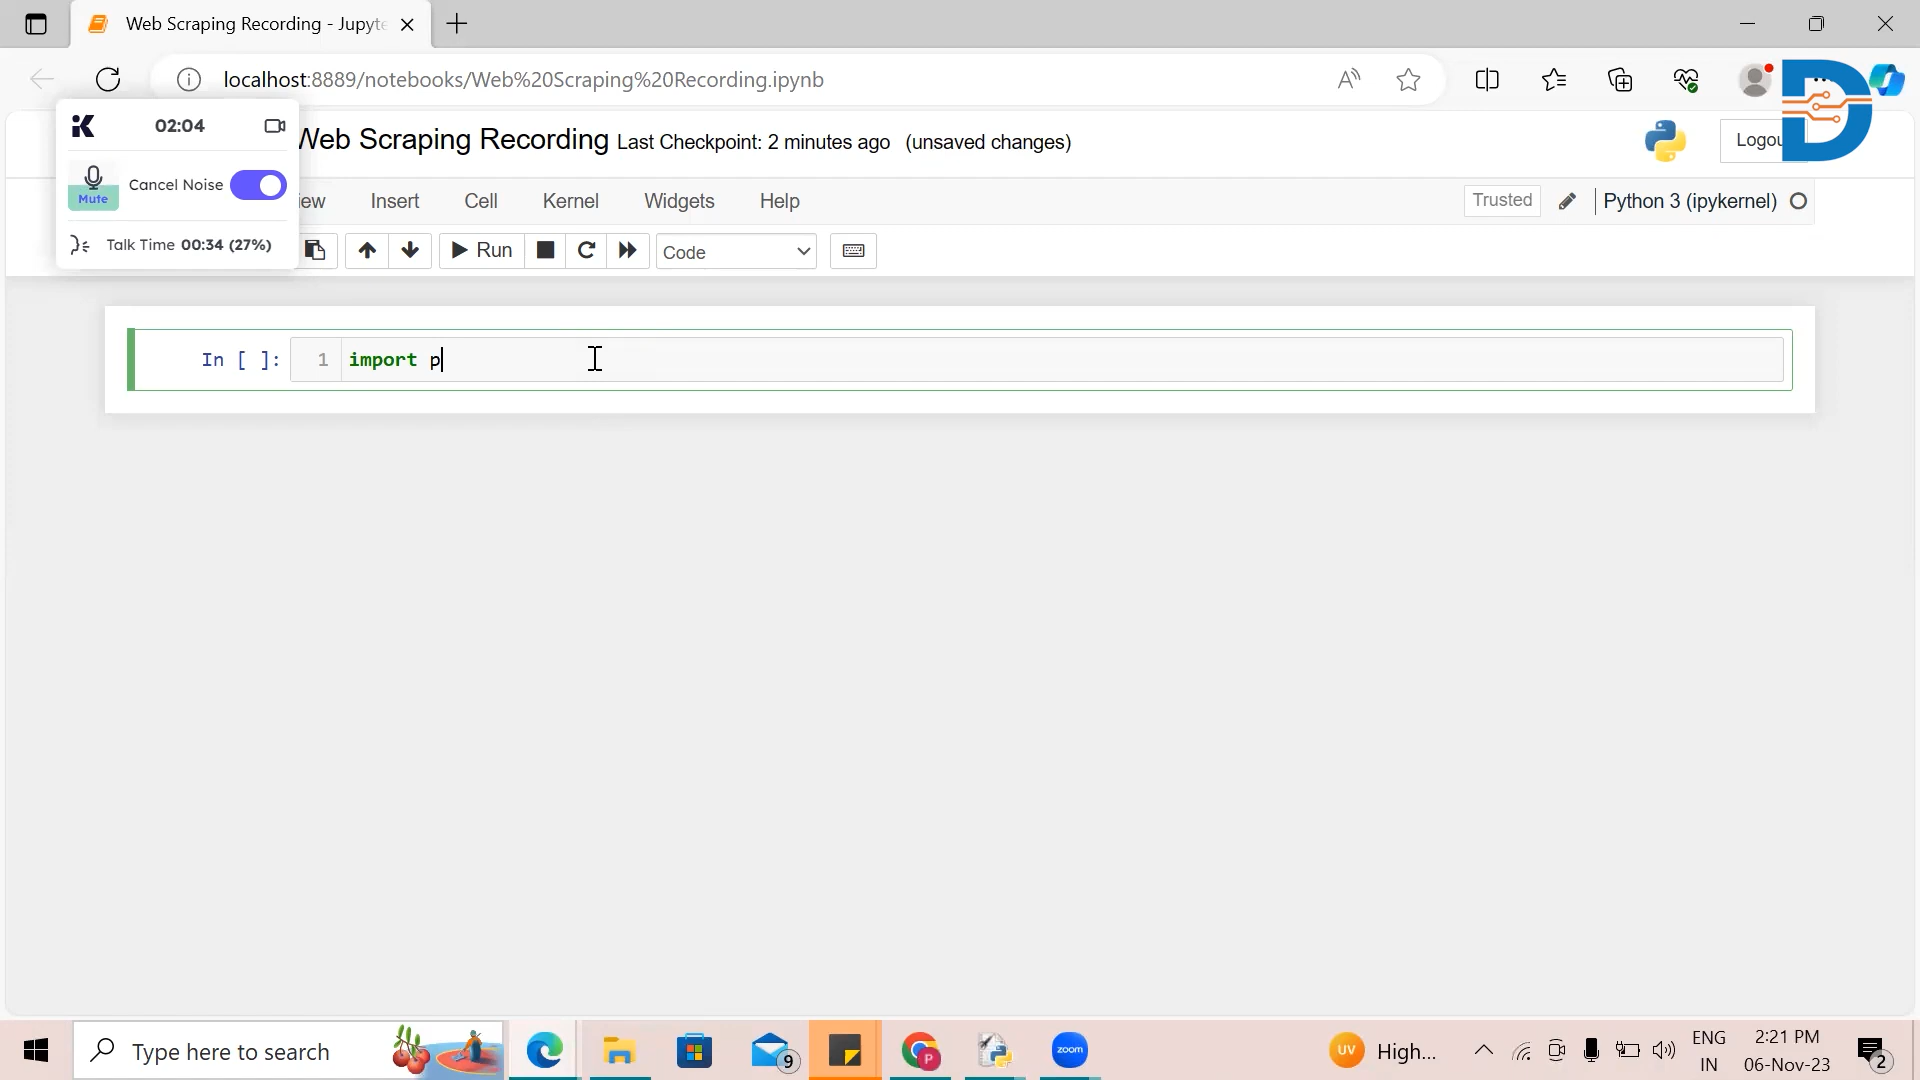 Web Scraping Recording - Jupyte
localhost:8889/notebooks/Web%20Scraping%20Recording.ipynb
02:04
Web Scraping Recording Last Checkpoint: 2 minutes ago (unsaved changes)
Logou
Mute
Cancel Noise
iew Insert Cell Kernel Widgets Help
Trusted
Python 3 (ipykernel)
Talk Time 00:34 (27%)
Run
Code
In [ ]:
1 import p
Type here to search
9
P
zoom
UV
High...
ENG
IN
2:21 PM
06-Nov-23
2